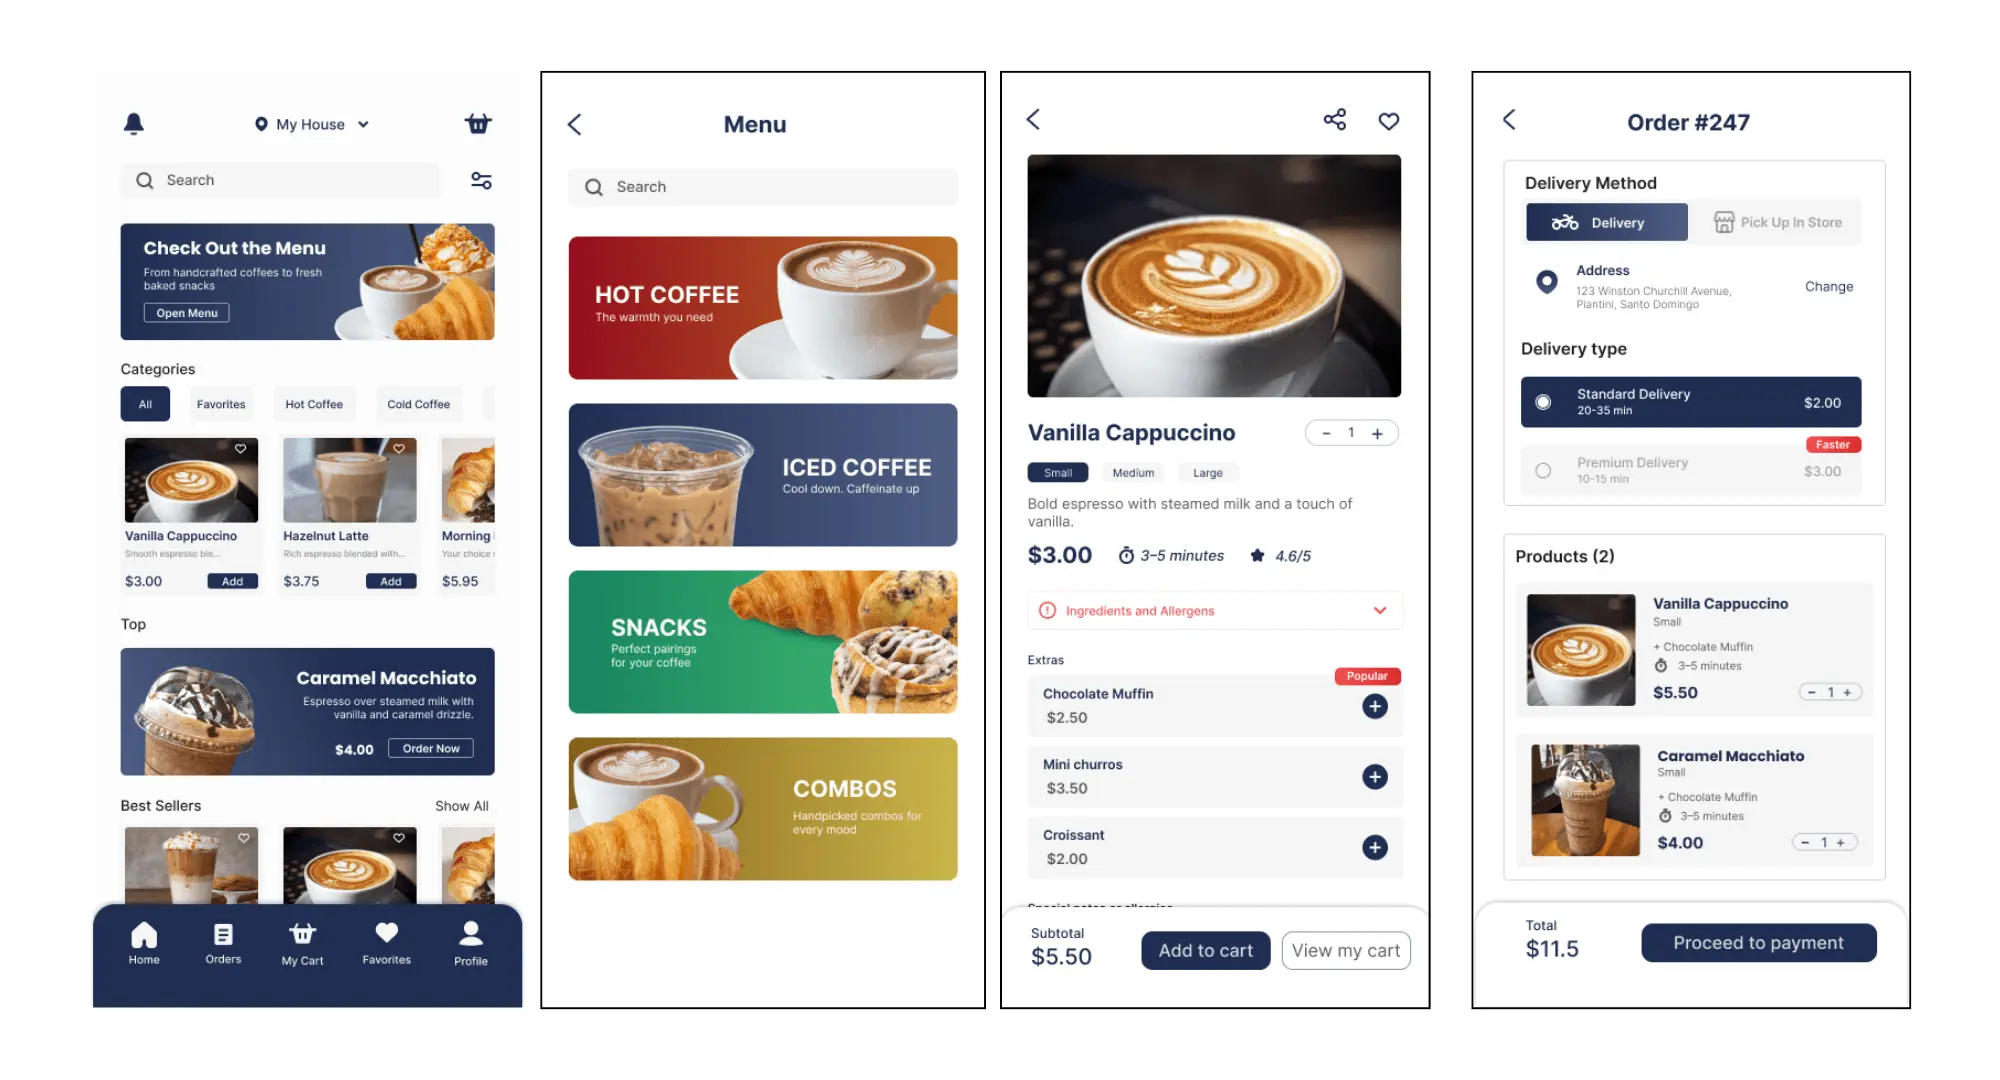 My House
Search
Check Out the Menu
From handcrafted coffees to fresh
baked snacks
Open Menu
Categories
All
Favorites
Hot Coffee
Cold Coffee
Vanilla Cappuccino
Smooth espresso ble...
$3.00
Add
Hazelnut Latte
Rich espresso blended with...
$3.75
Add
Morning
Your choice
$5.95
Top
Caramel Macchiato
Espresso over steamed milk with
vanilla and caramel drizzle.
$4.00
Order Now
Best Sellers
Show All
Home
Orders
My Cart
Favorites
Profile
Menu
Search
HOT COFFEE
The warmth you need
ICED COFFEE
Cool down. Caffeinate up
SNACKS
Perfect pairings
for your coffee
COMBOS
Handpicked combos for
every mood
Vanilla Cappuccino
- 1 +
Small
Medium
Large
Bold espresso with steamed milk and a touch of
vanilla.
$3.00
3–5 minutes
4.6/5
Ingredients and Allergens
Extras
Popular
Chocolate Muffin
$2.50
Mini churros
$3.50
Croissant
$2.00
Subtotal
$5.50
Add to cart
View my cart
Order #247
Delivery Method
Delivery
Pick Up In Store
Address
123 Winston Churchill Avenue,
Piantini, Santo Domingo
Change
Delivery type
Standard Delivery
20-35 min
$2.00
Faster
Premium Delivery
10-15 min
$3.00
Products (2)
Vanilla Cappuccino
Small
+ Chocolate Muffin
3–5 minutes
$5.50
- 1 +
Caramel Macchiato
Small
+ Chocolate Muffin
3–5 minutes
$4.00
- 1 +
Total
$11.5
Proceed to payment